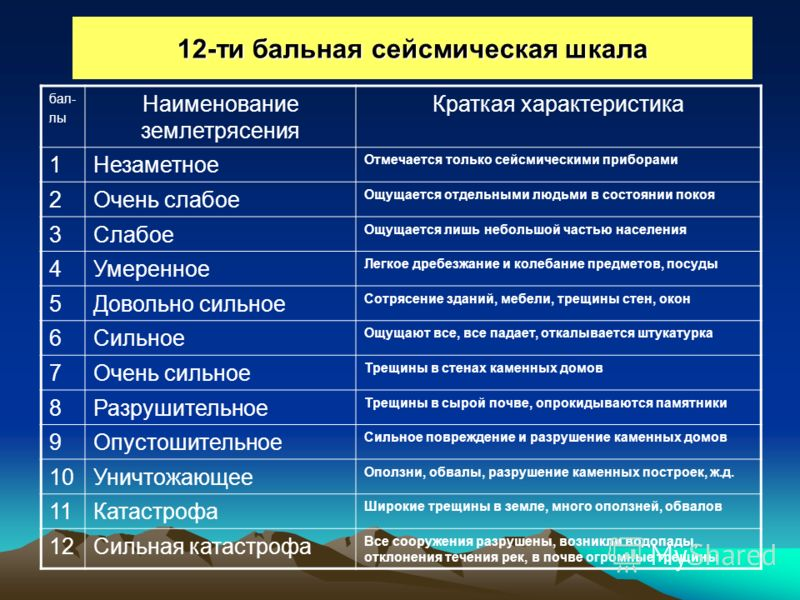 12-ти бальная сейсмическая шкала
бал-
лы
Наименование
землетрясения
Краткая характеристика
1 Незаметное Отмечается только сейсмическими приборами
2 Очень слабое Ощущается отдельными людьми в состоянии покоя
3 Слабое Ощущается лишь небольшой частью населения
4 Умеренное Легкое дребезжание и колебание предметов, посуды
5 Довольно сильное Сотрясение зданий, мебели, трещины стен, окон
6 Сильное Ощущают все, все падает, откалывается штукатурка
7 Очень сильное Трещины в стенах каменных домов
8 Разрушительное Трещины в сырой почве, опрокидываются памятники
9 Опустошительное Сильное повреждение и разрушение каменных домов
10 Уничтожающее Оползни, обвалы, разрушение каменных построек, ж.д.
11 Катастрофа Широкие трещины в земле, много оползней, обвалов
12 Сильная катастрофа Все сооружения разрушены, возникли водопады,
отклонения течения рек, в почве огромные трещины
MyShared